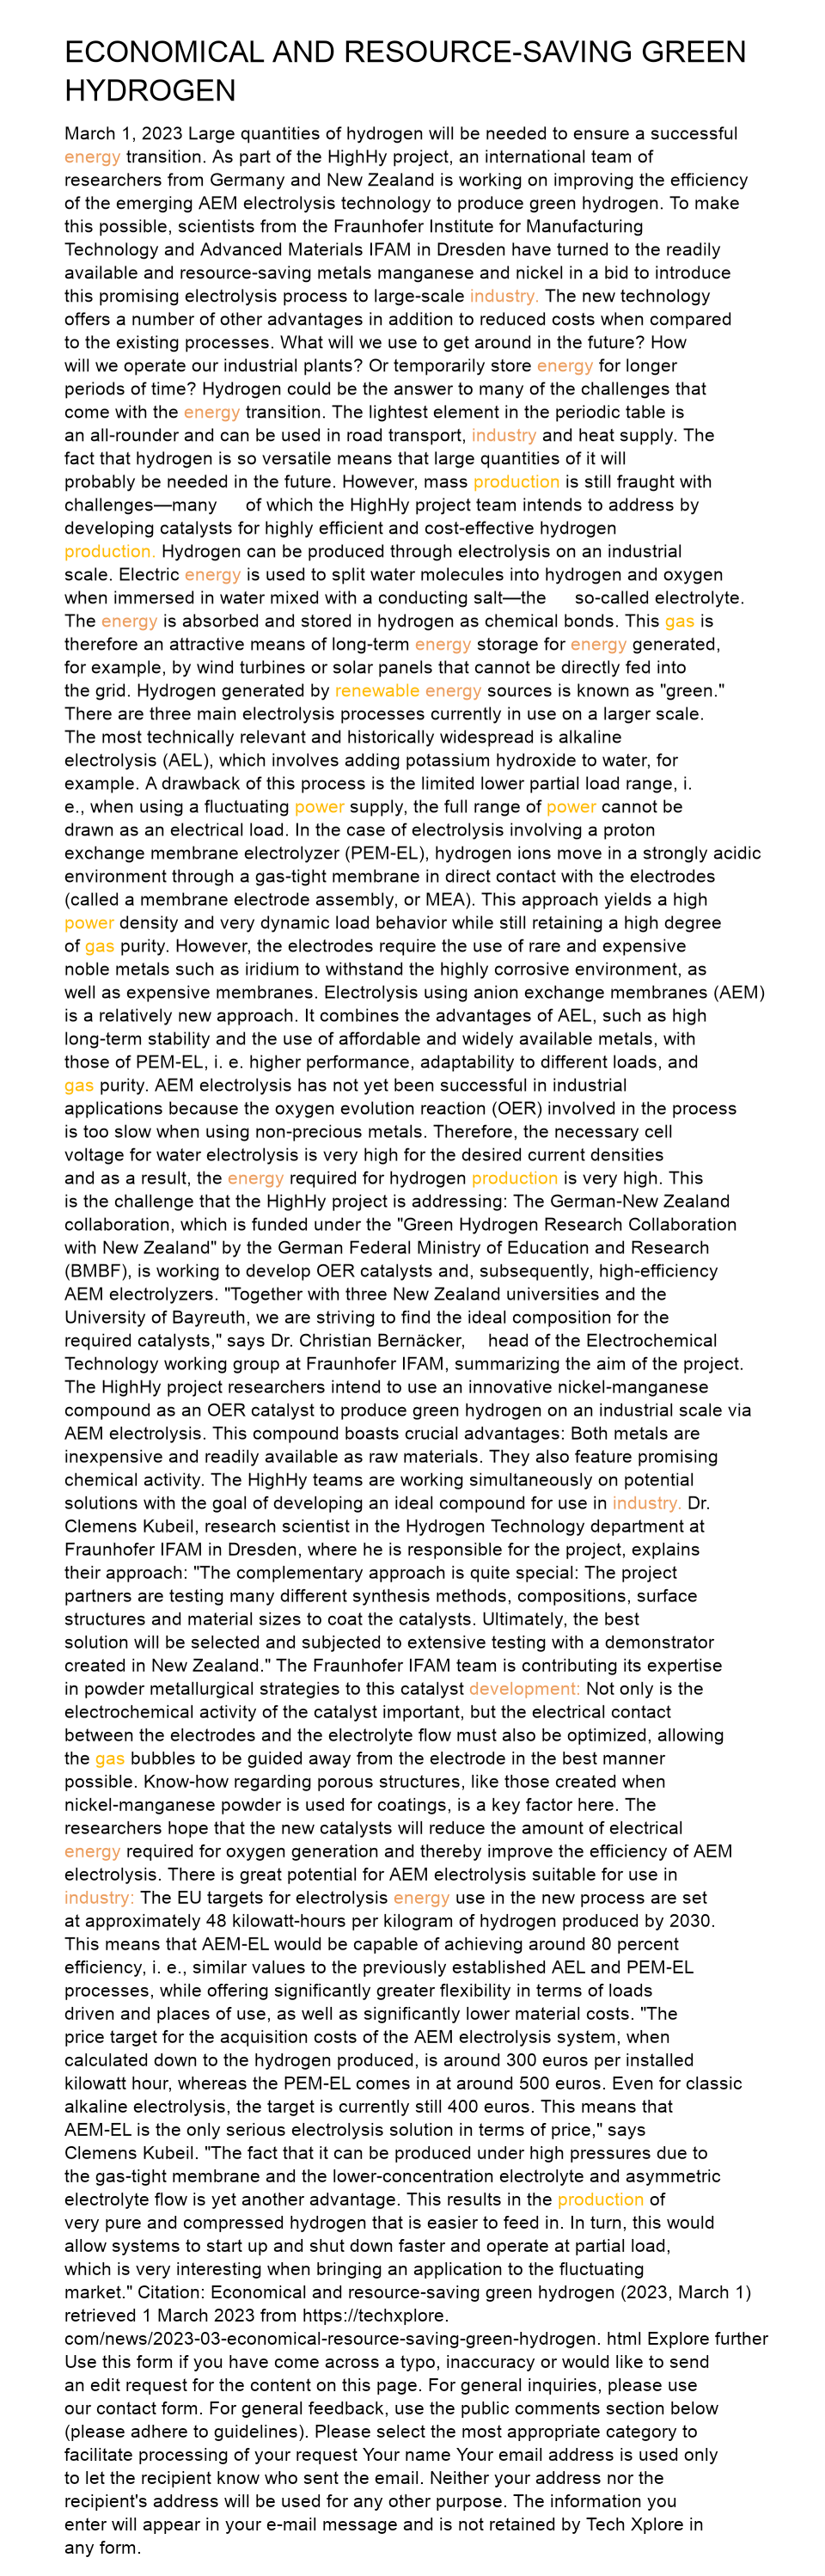 ECONOMICAL AND RESOURCE-SAVING GREEN
HYDROGEN
March 1, 2023 Large quantities of hydrogen will be needed to ensure a successful
energy transition. As part of the HighHy project, an international team of
researchers from Germany and New Zealand is working on improving the efficiency
of the emerging AEM electrolysis technology to produce green hydrogen. To make
this possible, scientists from the Fraunhofer Institute for Manufacturing
Technology and Advanced Materials IFAM in Dresden have turned to the readily
available and resource-saving metals manganese and nickel in a bid to introduce
this promising electrolysis process to large-scale industry. The new technology
offers a number of other advantages in addition to reduced costs when compared
to the existing processes. What will we use to get around in the future? How
will we operate our industrial plants? Or temporarily store energy for longer
periods of time? Hydrogen could be the answer to many of the challenges that
come with the energy transition. The lightest element in the periodic table is
an all-rounder and can be used in road transport, industry and heat supply. The
fact that hydrogen is so versatile means that large quantities of it will
probably be needed in the future. However, mass production is still fraught with
challenges—many of which the HighHy project team intends to address by
developing catalysts for highly efficient and cost-effective hydrogen
production. Hydrogen can be produced through electrolysis on an industrial
scale. Electric energy is used to split water molecules into hydrogen and oxygen
when immersed in water mixed with a conducting salt—the so-called electrolyte.
The energy is absorbed and stored in hydrogen as chemical bonds. This gas is
therefore an attractive means of long-term energy storage for energy generated,
for example, by wind turbines or solar panels that cannot be directly fed into
the grid. Hydrogen generated by renewable energy sources is known as "green."
There are three main electrolysis processes currently in use on a larger scale.
The most technically relevant and historically widespread is alkaline
electrolysis (AEL), which involves adding potassium hydroxide to water, for
example. A drawback of this process is the limited lower partial load range, i.
e., when using a fluctuating power supply, the full range of power cannot be
drawn as an electrical load. In the case of electrolysis involving a proton
exchange membrane electrolyzer (PEM-EL), hydrogen ions move in a strongly acidic
environment through a gas-tight membrane in direct contact with the electrodes
(called a membrane electrode assembly, or MEA). This approach yields a high
power density and very dynamic load behavior while still retaining a high degree
of gas purity. However, the electrodes require the use of rare and expensive
noble metals such as iridium to withstand the highly corrosive environment, as
well as expensive membranes. Electrolysis using anion exchange membranes (AEM)
is a relatively new approach. It combines the advantages of AEL, such as high
long-term stability and the use of affordable and widely available metals, with
those of PEM-EL, i. e. higher performance, adaptability to different loads, and
gas purity. AEM electrolysis has not yet been successful in industrial
applications because the oxygen evolution reaction (OER) involved in the process
is too slow when using non-precious metals. Therefore, the necessary cell
voltage for water electrolysis is very high for the desired current densities
and as a result, the energy required for hydrogen production is very high. This
is the challenge that the HighHy project is addressing: The German-New Zealand
collaboration, which is funded under the "Green Hydrogen Research Collaboration
with New Zealand" by the German Federal Ministry of Education and Research
(BMBF), is working to develop OER catalysts and, subsequently, high-efficiency
AEM electrolyzers. "Together with three New Zealand universities and the
University of Bayreuth, we are striving to find the ideal composition for the
required catalysts," says Dr. Christian Bernäcker, head of the Electrochemical
Technology working group at Fraunhofer IFAM, summarizing the aim of the project.
The HighHy project researchers intend to use an innovative nickel-manganese
compound as an OER catalyst to produce green hydrogen on an industrial scale via
AEM electrolysis. This compound boasts crucial advantages: Both metals are
inexpensive and readily available as raw materials. They also feature promising
chemical activity. The HighHy teams are working simultaneously on potential
solutions with the goal of developing an ideal compound for use in industry. Dr.
Clemens Kubeil, research scientist in the Hydrogen Technology department at
Fraunhofer IFAM in Dresden, where he is responsible for the project, explains
their approach: "The complementary approach is quite special: The project
partners are testing many different synthesis methods, compositions, surface
structures and material sizes to coat the catalysts. Ultimately, the best
solution will be selected and subjected to extensive testing with a demonstrator
created in New Zealand." The Fraunhofer IFAM team is contributing its expertise
in powder metallurgical strategies to this catalyst development: Not only is the
electrochemical activity of the catalyst important, but the electrical contact
between the electrodes and the electrolyte flow must also be optimized, allowing
the gas bubbles to be guided away from the electrode in the best manner
possible. Know-how regarding porous structures, like those created when
nickel-manganese powder is used for coatings, is a key factor here. The
researchers hope that the new catalysts will reduce the amount of electrical
energy required for oxygen generation and thereby improve the efficiency of AEM
electrolysis. There is great potential for AEM electrolysis suitable for use in
industry: The EU targets for electrolysis energy use in the new process are set
at approximately 48 kilowatt-hours per kilogram of hydrogen produced by 2030.
This means that AEM-EL would be capable of achieving around 80 percent
efficiency, i. e., similar values to the previously established AEL and PEM-EL
processes, while offering significantly greater flexibility in terms of loads
driven and places of use, as well as significantly lower material costs. "The
price target for the acquisition costs of the AEM electrolysis system, when
calculated down to the hydrogen produced, is around 300 euros per installed
kilowatt hour, whereas the PEM-EL comes in at around 500 euros. Even for classic
alkaline electrolysis, the target is currently still 400 euros. This means that
AEM-EL is the only serious electrolysis solution in terms of price," says
Clemens Kubeil. "The fact that it can be produced under high pressures due to
the gas-tight membrane and the lower-concentration electrolyte and asymmetric
electrolyte flow is yet another advantage. This results in the production of
very pure and compressed hydrogen that is easier to feed in. In turn, this would
allow systems to start up and shut down faster and operate at partial load,
which is very interesting when bringing an application to the fluctuating
market." Citation: Economical and resource-saving green hydrogen (2023, March 1)
retrieved 1 March 2023 from https://techxplore.
com/news/2023-03-economical-resource-saving-green-hydrogen. html Explore further
Use this form if you have come across a typo, inaccuracy or would like to send
an edit request for the content on this page. For general inquiries, please use
our contact form. For general feedback, use the public comments section below
(please adhere to guidelines). Please select the most appropriate category to
facilitate processing of your request Your name Your email address is used only
to let the recipient know who sent the email. Neither your address nor the
recipient's address will be used for any other purpose. The information you
enter will appear in your e-mail message and is not retained by Tech Xplore in
any form.